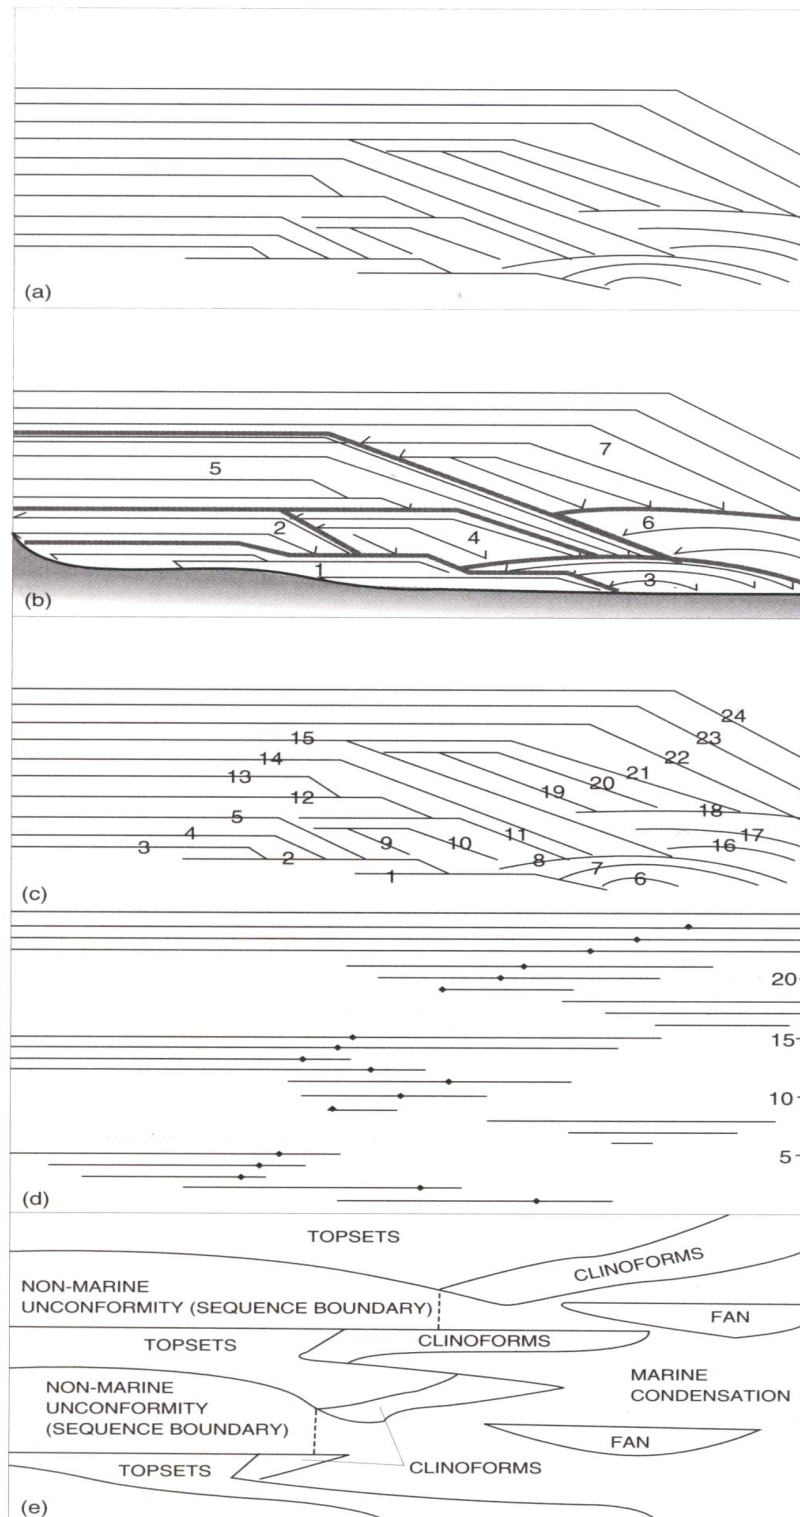 (a)
7
5
6
2
4
1
3
(b)
24
15
23
14
22
13
21
20
19
12
18
5
11
17
4
9
10
16
3
2
8
7
1
6
(c)
20
15
10
5
(d)
TOPSETS
CLINOFORMS
NON-MARINE
UNCONFORMITY (SEQUENCE BOUNDARY)
FAN
TOPSETS
CLINOFORMS
MARINE
CONDENSATION
NON-MARINE
UNCONFORMITY
(SEQUENCE BOUNDARY)
FAN
TOPSETS
CLINOFORMS
(e)